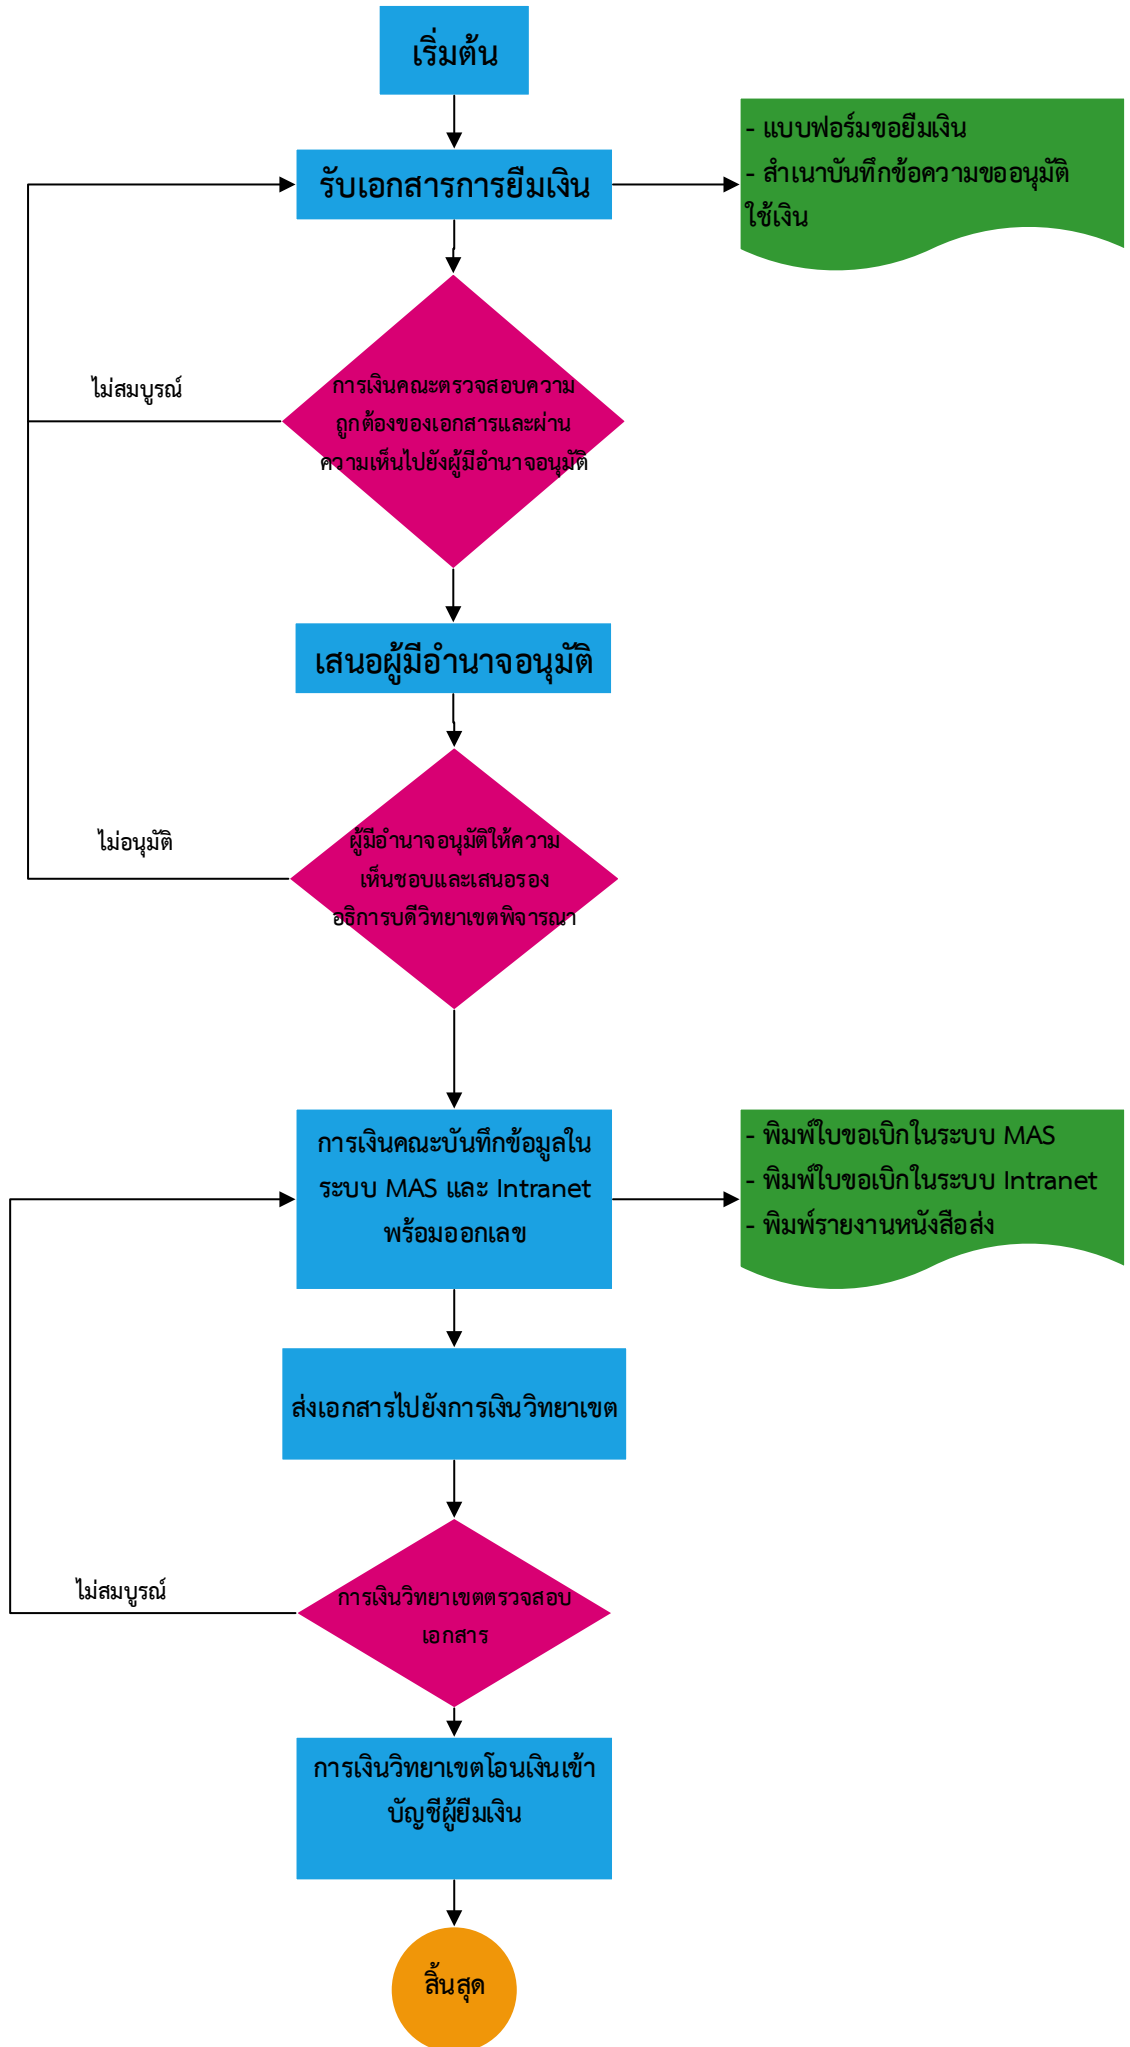 เริ่มต้น
รับเอกสารการยืมเงิน
- แบบฟอร์มขอยืมเงิน
- สำเนาบันทึกข้อความขออนุมัติ
ใช้เงิน
ไม่สมบูรณ์
การเงินคณะตรวจสอบความ
ถูกต้องของเอกสารและผ่าน
ความเห็นไปยังผู้มีอำนาจอนุมัติ
เสนอผู้มีอำนาจอนุมัติ
ไม่อนุมัติ
ผู้มีอำนาจอนุมัติให้ความ
เห็นชอบและเสนอรอง
อธิการบดีวิทยาเขตพิจารณา
การเงินคณะบันทึกข้อมูลใน
ระบบ MAS และ Intranet
พร้อมออกเลข
- พิมพ์ใบขอเบิกในระบบ MAS
- พิมพ์ใบขอเบิกในระบบ Intranet
- พิมพ์รายงานหนังสือส่ง
ส่งเอกสารไปยังการเงินวิทยาเขต
ไม่สมบูรณ์
การเงินวิทยาเขตตรวจสอบ
เอกสาร
การเงินวิทยาเขตโอนเงินเข้า
บัญชีผู้ยืมเงิน
สิ้นสุด